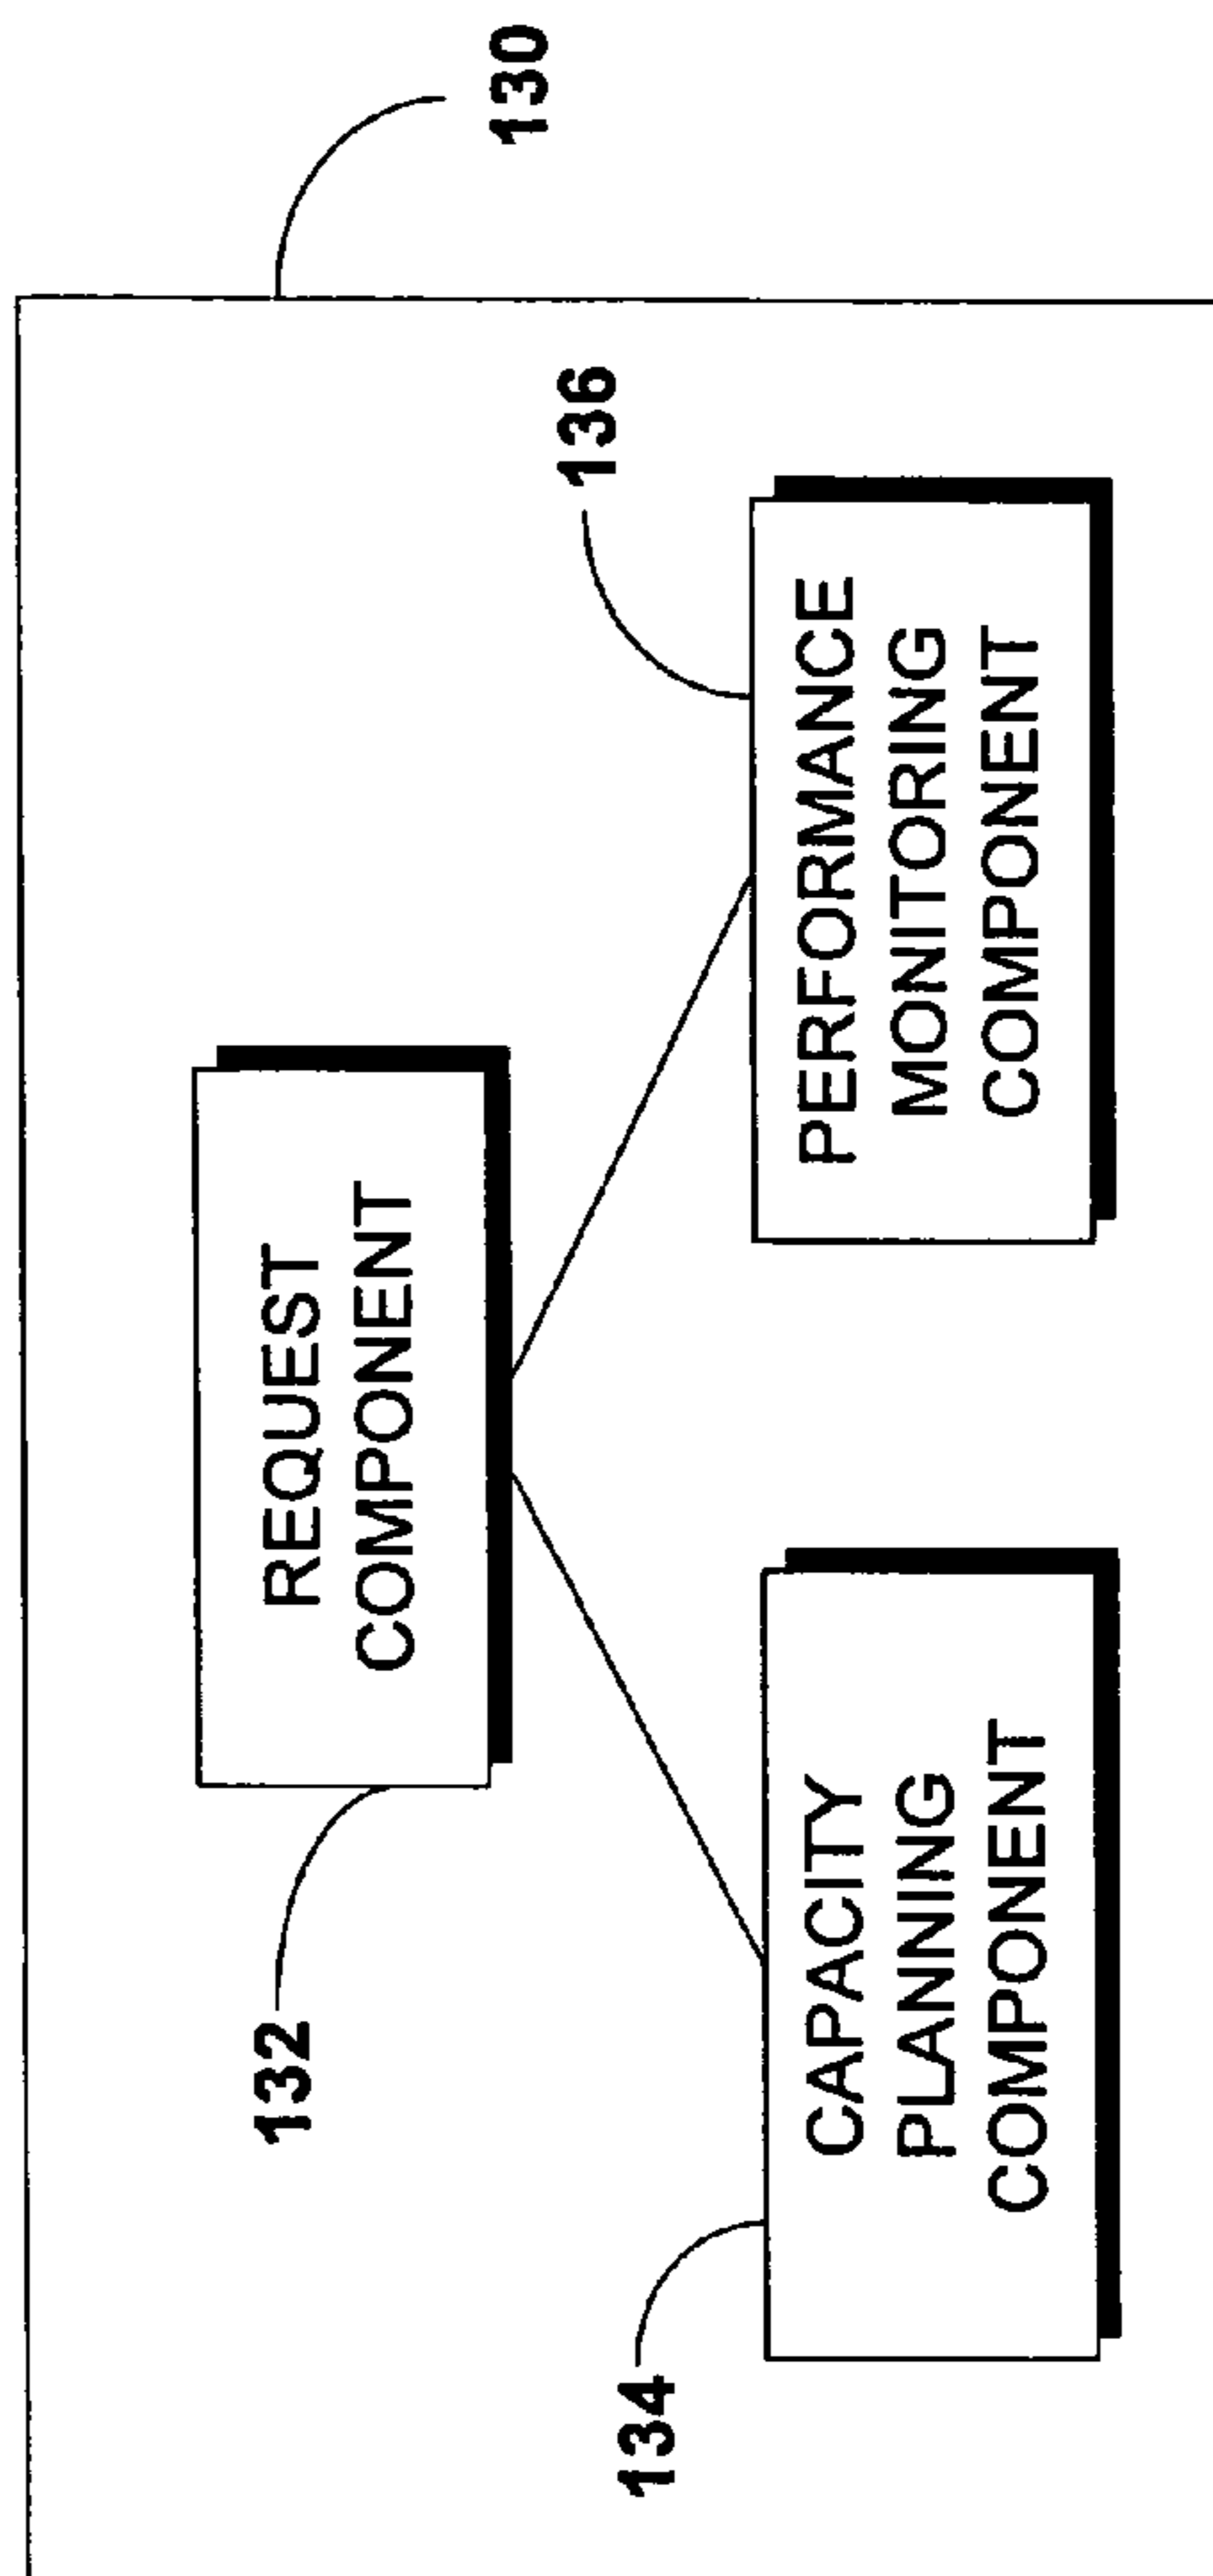 130
REQUEST
COMPONENT
132
136
134
CAPACITY
PLANNING
COMPONENT
PERFORMANCE
MONITORING
COMPONENT